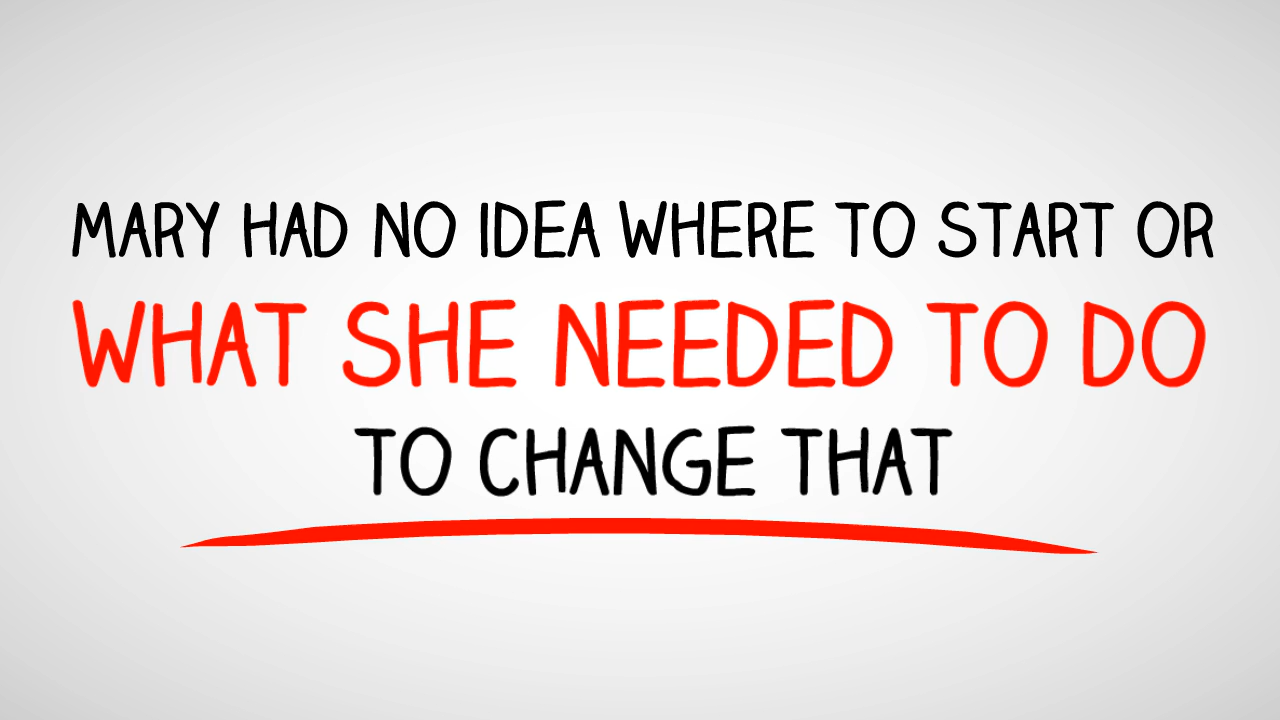 MARY HAD NO IDEA WHERE TO START OR
WHAT SHE NEEDED TO DO
TO CHANGE THAT